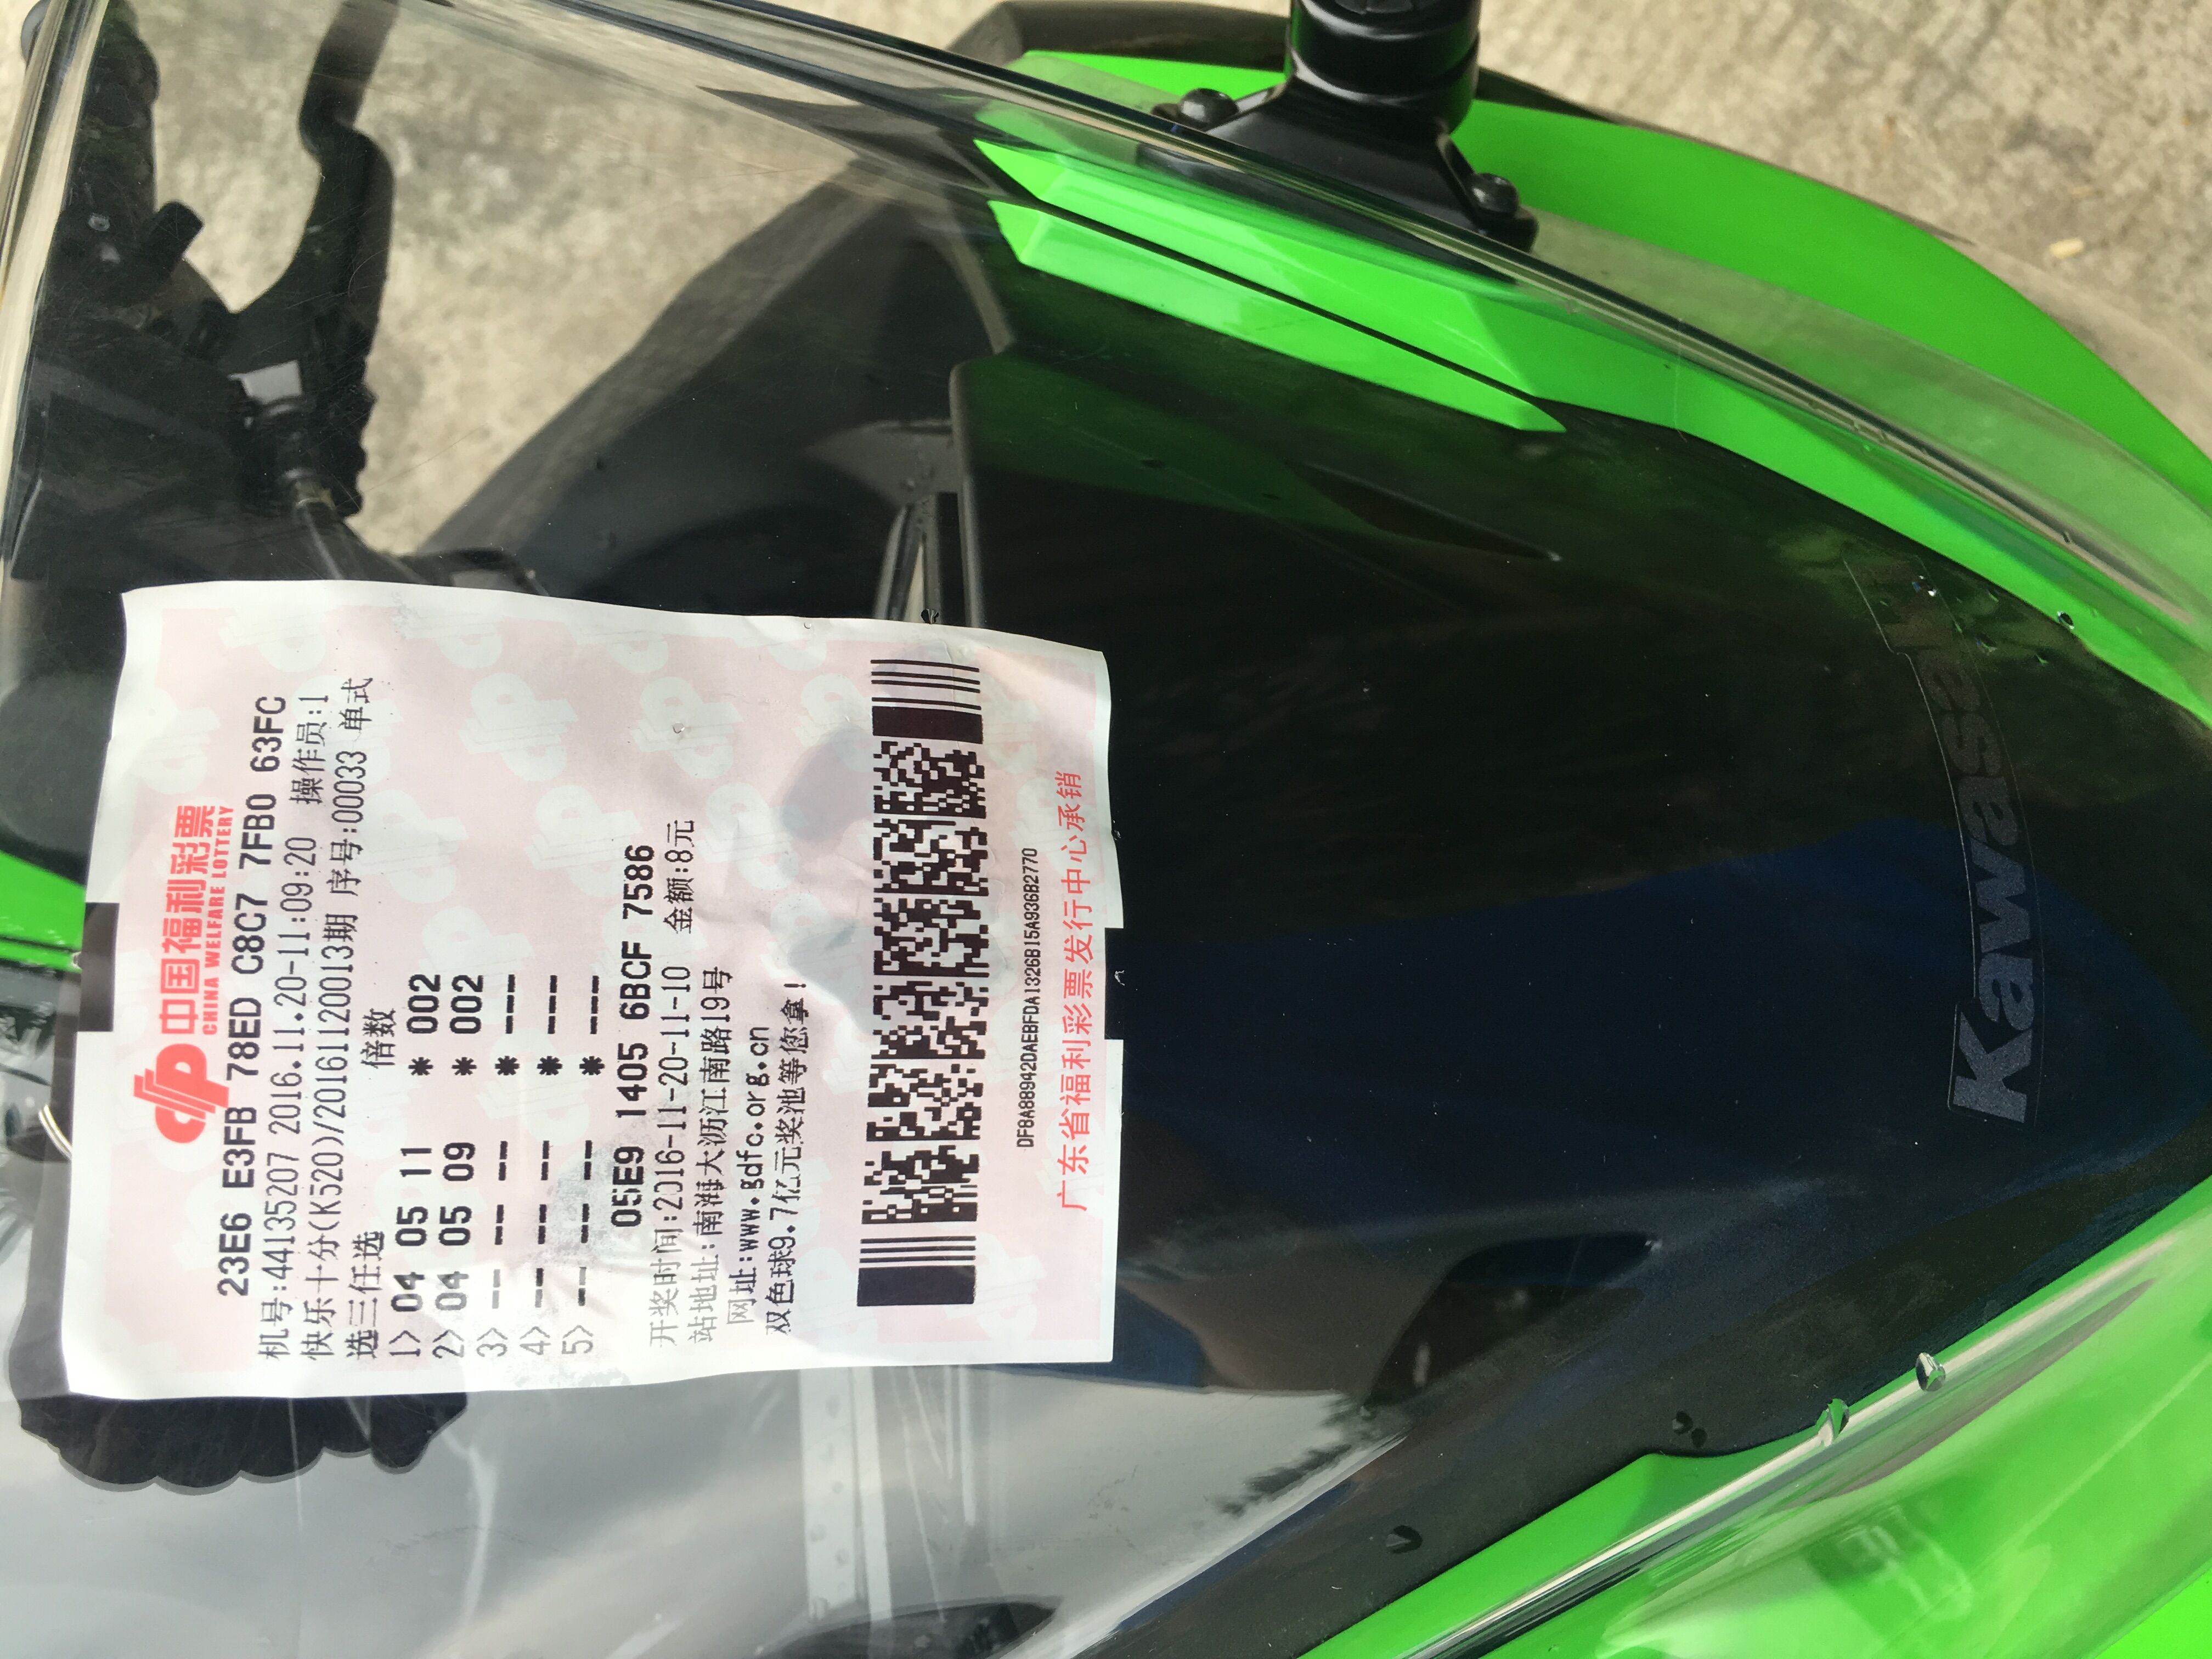 中国福利彩票
CHINA WELFARE LOTTERY
23E6 E3FB 78ED C8C7 7FB0 63FC
机号:44135207 2016.11.20-11:09:20 操作员:1
快乐十分(K520)/201611200013期 序号:00033 单式
选三任选 倍数
1> 04 05 11 * 002
2> 04 05 09 * 002
3> -- -- -- * ---
4> -- -- -- * ---
5> -- -- -- * ---
05E9 1405 6BCF 7586
开奖时间:2016-11-20-11-10 金额:8元
站地址:南海大沥江南路19号
网址:www.gdfc.org.cn
双色球9.7亿元奖池等您拿!
DF8A88942DAEBFDA1326B15A936B2770
广东省福利彩票发行中心承销
Kawasaki